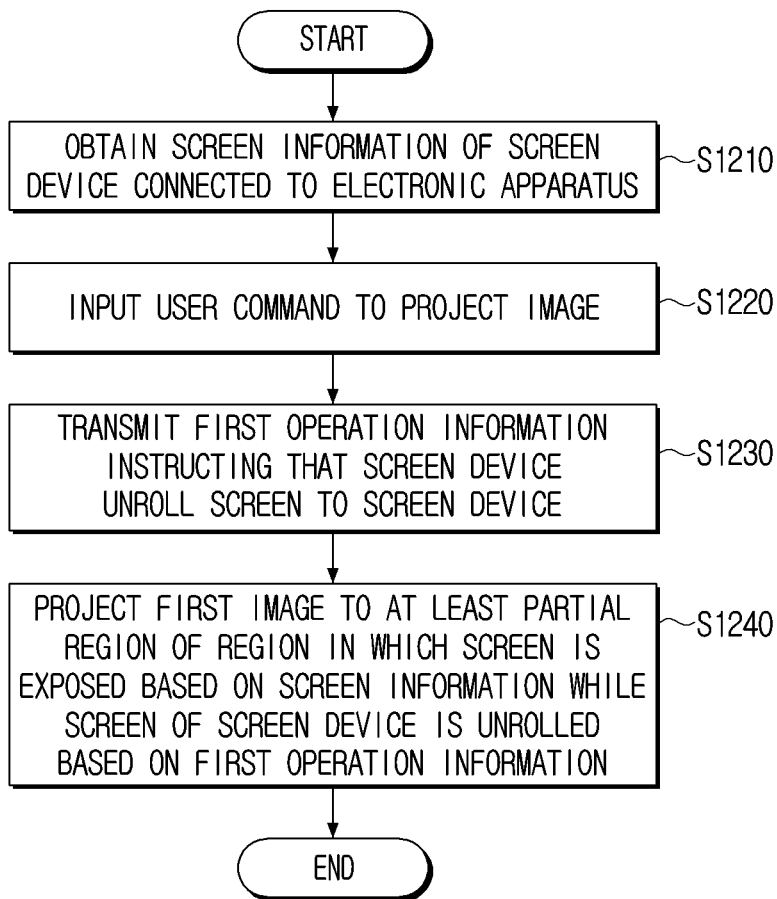 START
OBTAIN SCREEN INFORMATION OF SCREEN
DEVICE CONNECTED TO ELECTRONIC APPARATUS
S1210
INPUT USER COMMAND TO PROJECT IMAGE
S1220
TRANSMIT FIRST OPERATION INFORMATION
INSTRUCTING THAT SCREEN DEVICE
UNROLL SCREEN TO SCREEN DEVICE
S1230
PROJECT FIRST IMAGE TO AT LEAST PARTIAL
REGION OF REGION IN WHICH SCREEN IS
EXPOSED BASED ON SCREEN INFORMATION WHILE
SCREEN OF SCREEN DEVICE IS UNROLLED
BASED ON FIRST OPERATION INFORMATION
S1240
END